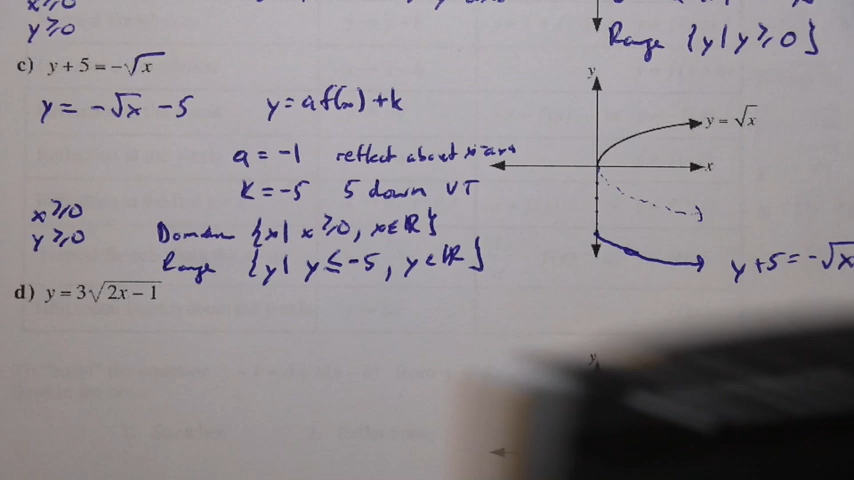 y ≥ 0
Range {y | y ≥ 0}
c) y + 5 = -√x
y = -√x - 5
y = a f(x) + k
y
y = √x
x
a = -1 reflect about x-axis
k = -5 5 down VT
x ≥ 0
y ≥ 0
Domain {x | x ≥ 0, x ∈ ℝ}
Range {y | y ≤ -5, y ∈ ℝ}
y + 5 = -√x
d) y = 3√(2x - 1)
y